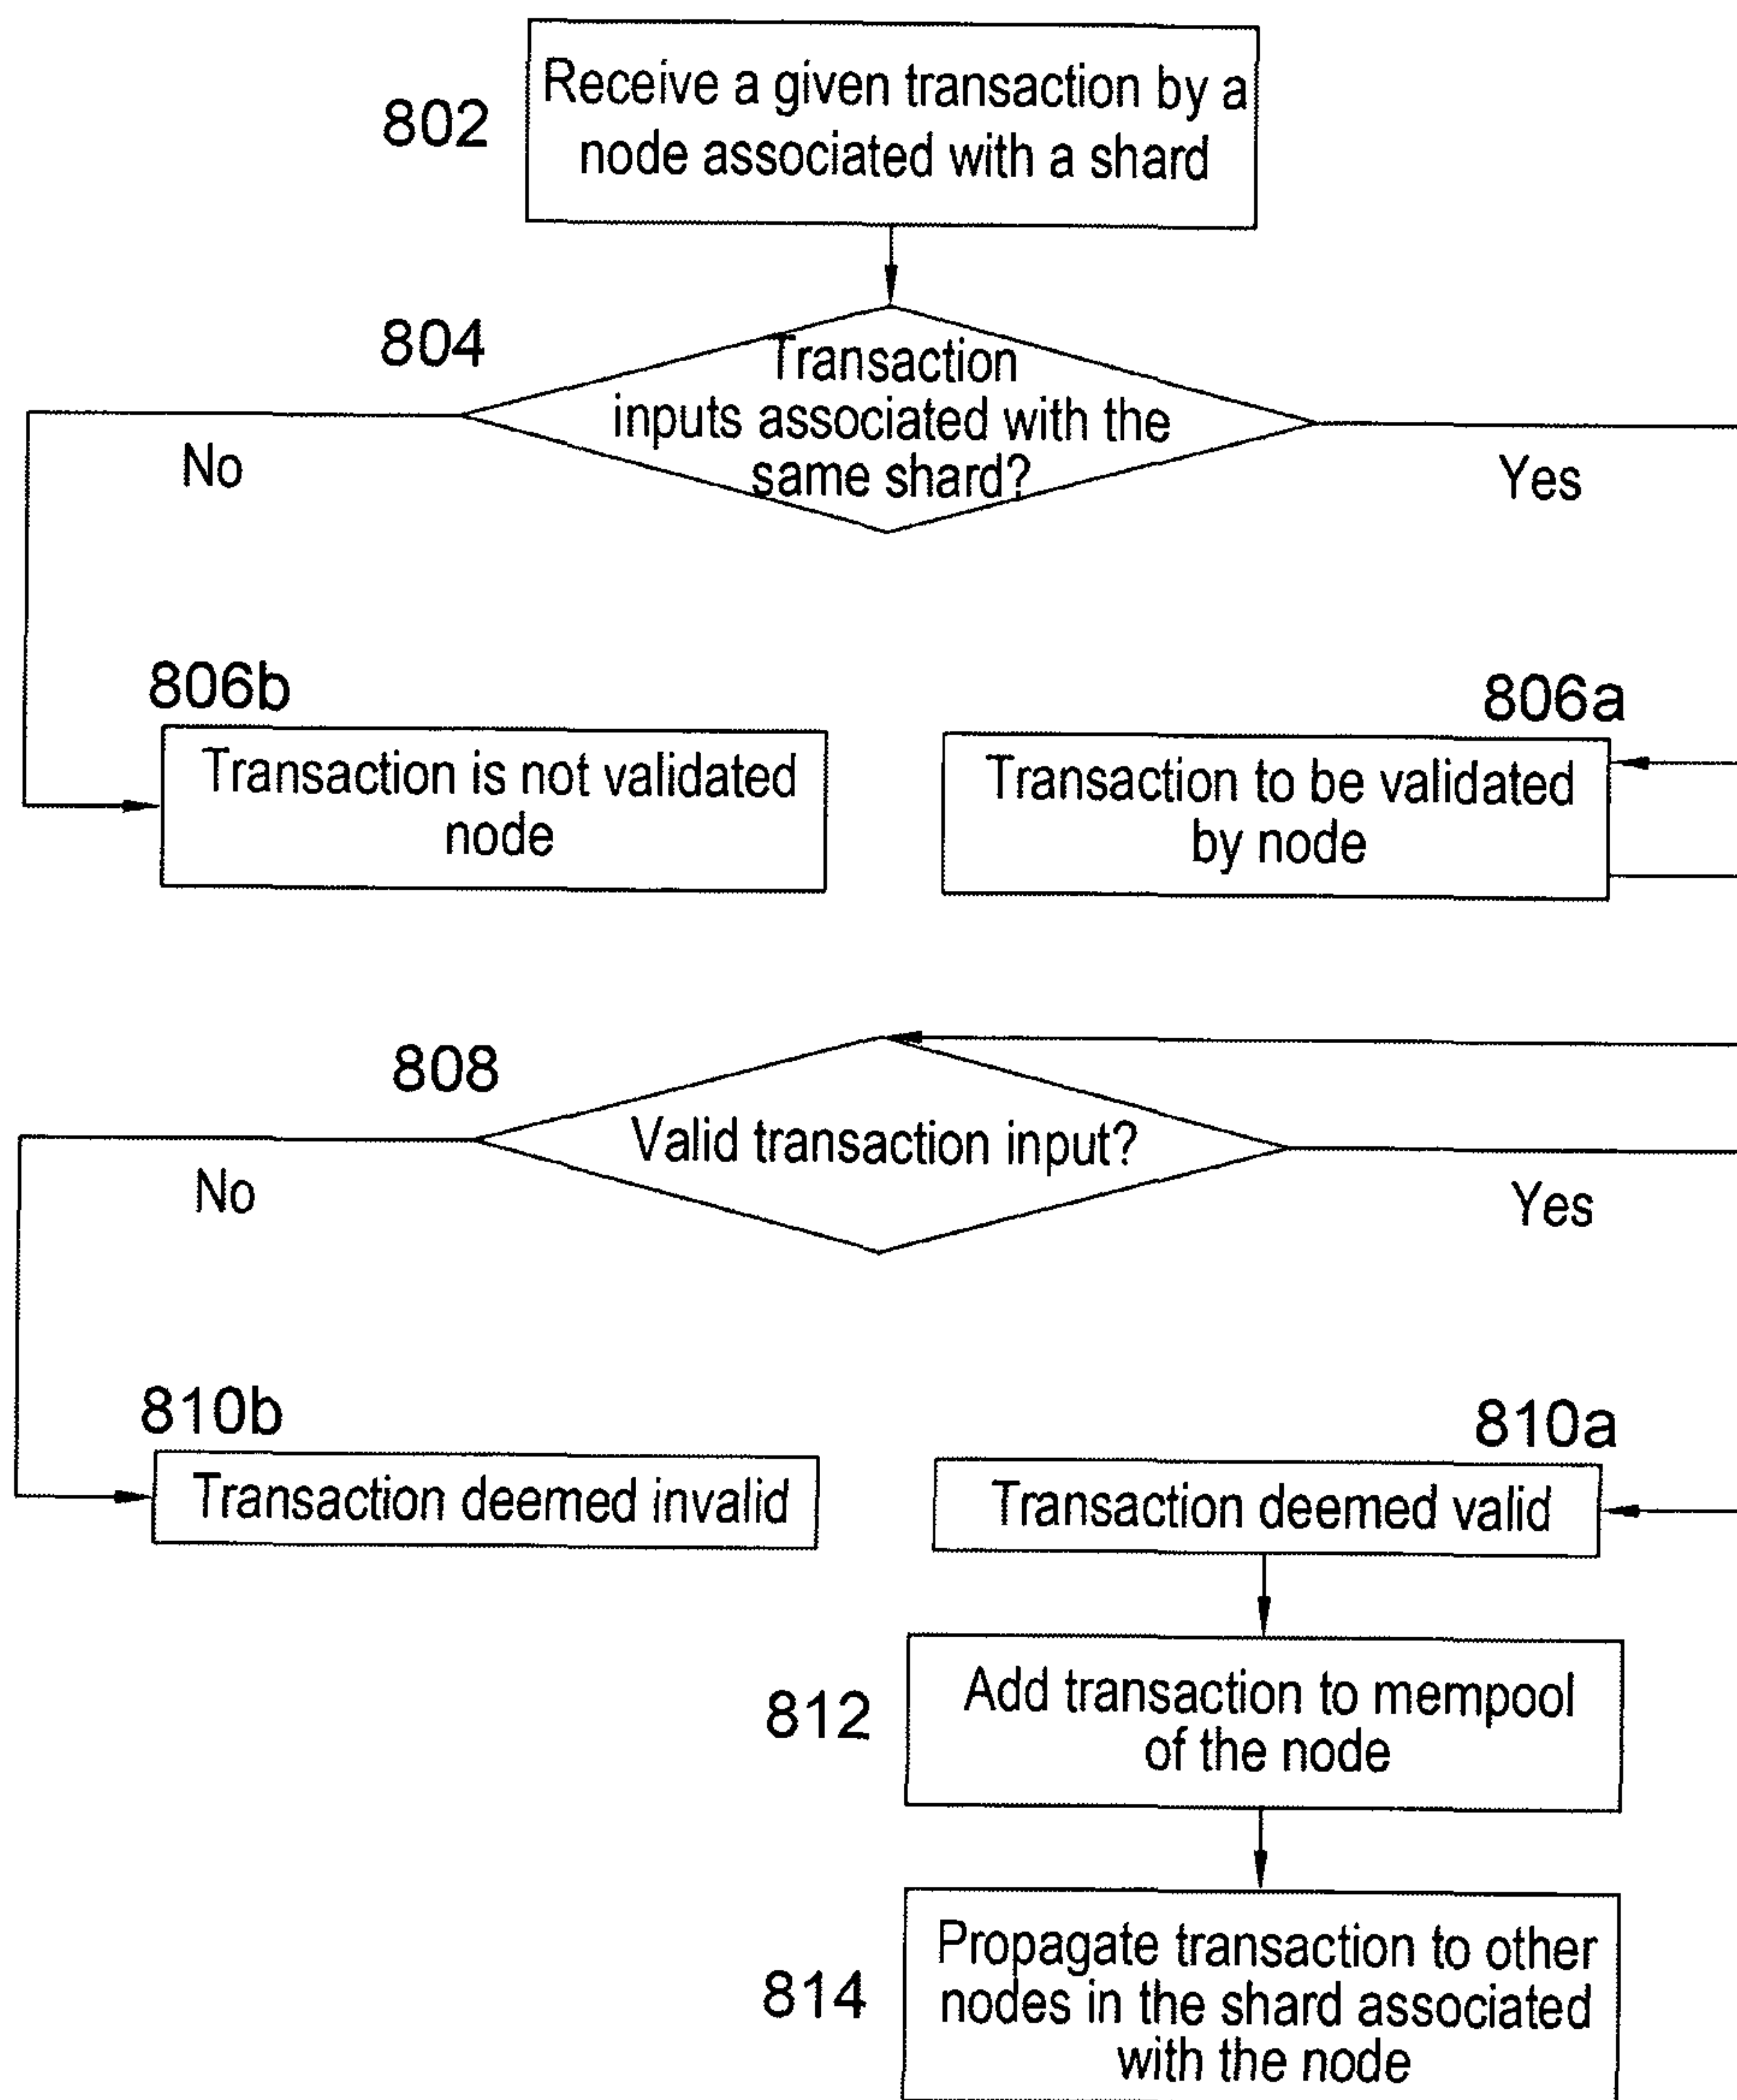 802
Receive a given transaction by a
node associated with a shard
804
Transaction
inputs associated with the
same shard?
No
Yes
806b
Transaction is not validated
node
806a
Transaction to be validated
by node
808
Valid transaction input?
No
Yes
810b
Transaction deemed invalid
810a
Transaction deemed valid
812
Add transaction to mempool
of the node
814
Propagate transaction to other
nodes in the shard associated
with the node